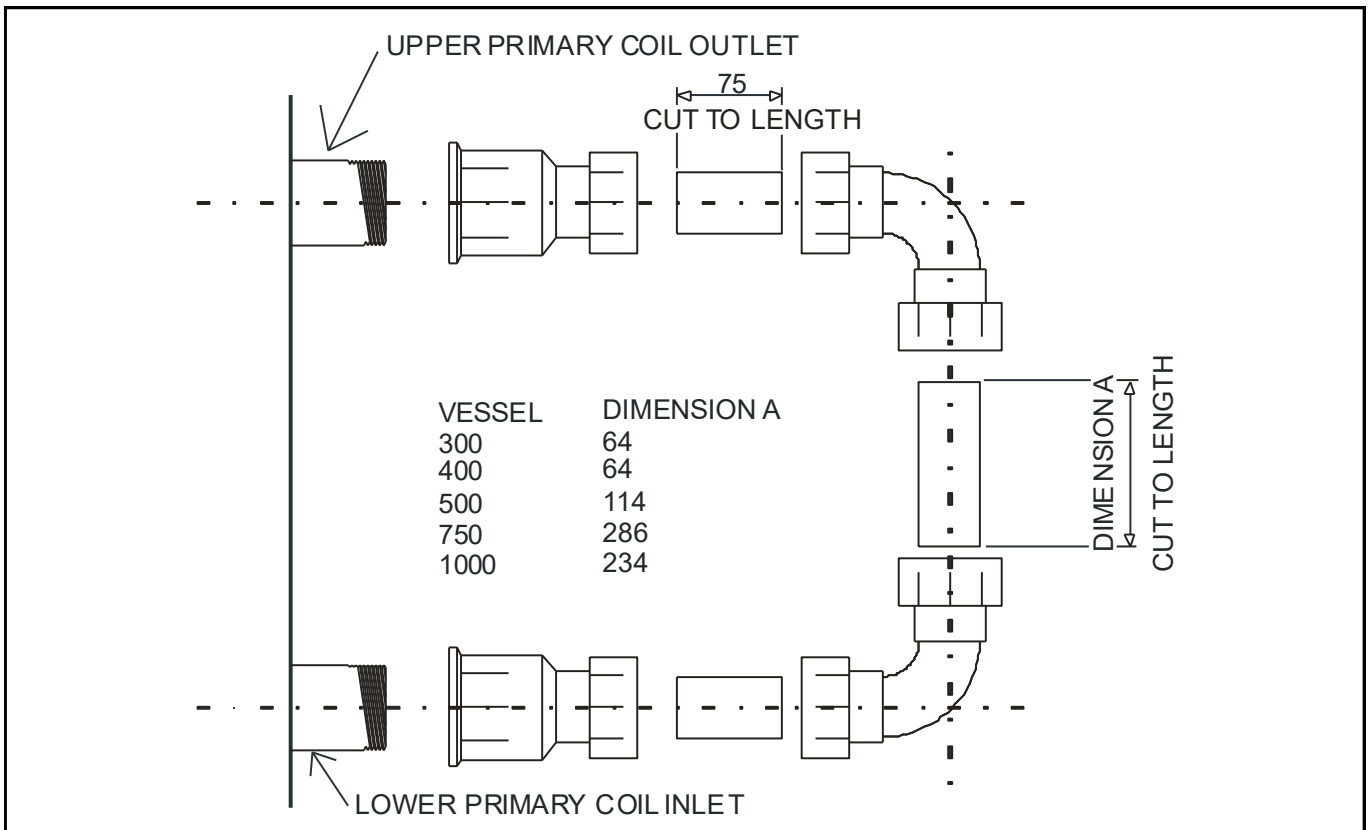 UPPER PRIMARY COIL OUTLET
75
CUT TO LENGTH
VESSEL DIMENSION A
300 64
400 64
500 114
750 286
1000 234
DIMENSION A
CUT TO LENGTH
LOWER PRIMARY COIL INLET